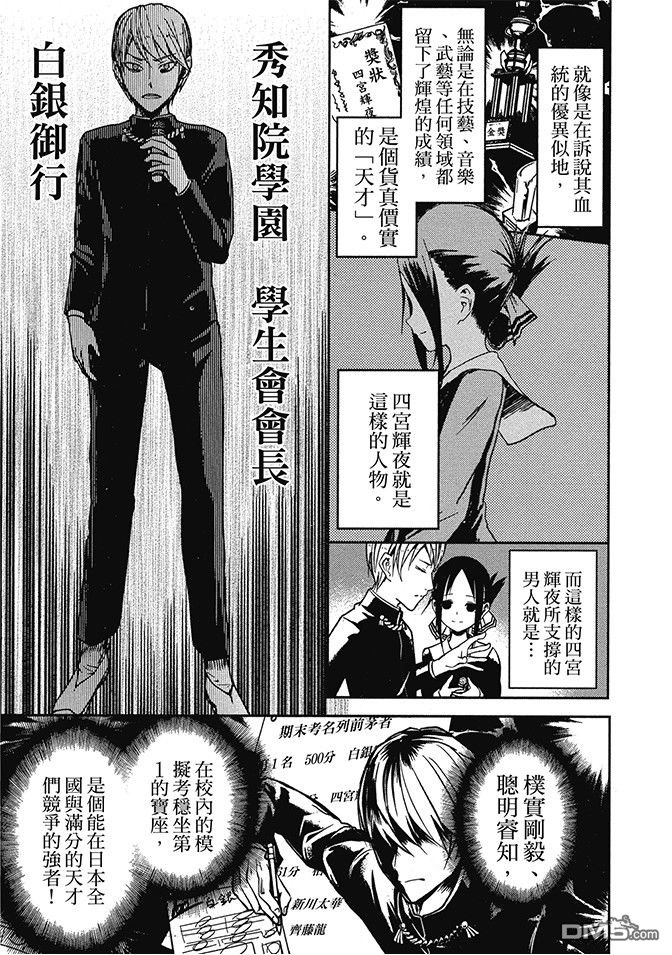 就像是在訴說其血
統的優異似地，
金獎
無論是在技藝、音樂
、武藝等任何領域都
留下了輝煌的成績，
獎狀
四宮輝夜
是個貨真價實
的「天才」。
四宮輝夜就是
這樣的人物。
而這樣的四宮
輝夜所支撐的
男人就是…
秀知院學園 學生會會長
白銀御行
樸實剛毅、
聰明睿知，
期末考名列前茅者
第1名 500分 白銀
四宮
分
新川太華
齊藤龍
白銀
在校內的模
擬考穩坐第
1的寶座，
是個能在日本全
國與滿分的天才
們競爭的強者！
DM5.com